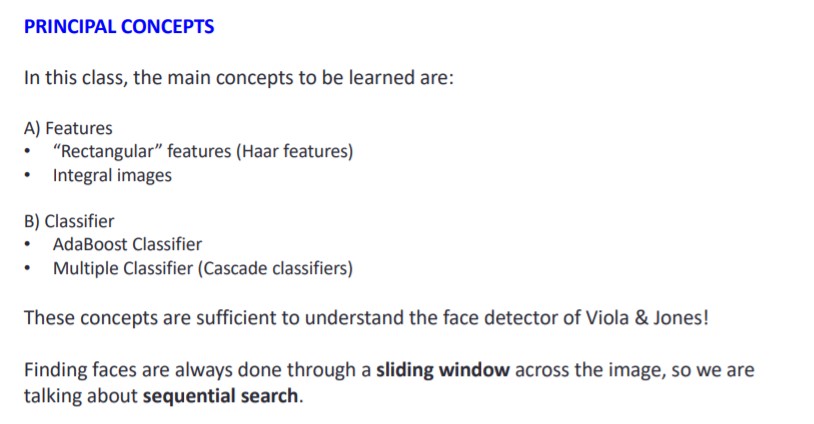 PRINCIPAL CONCEPTS
In this class, the main concepts to be learned are:
A) Features
• “Rectangular” features (Haar features)
• Integral images
B) Classifier
• AdaBoost Classifier
• Multiple Classifier (Cascade classifiers)
These concepts are sufficient to understand the face detector of Viola & Jones!
Finding faces are always done through a sliding window across the image, so we are
talking about sequential search.